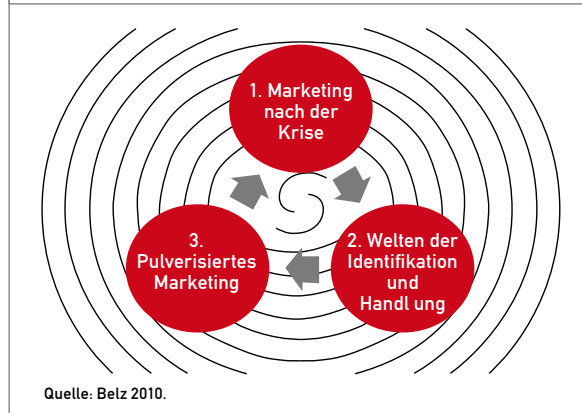 1. Marketing
nach der
Krise
2. Welten der
Identifikation
und
Handl ung
3.
Pulverisiertes
Marketing
Quelle: Belz 2010.